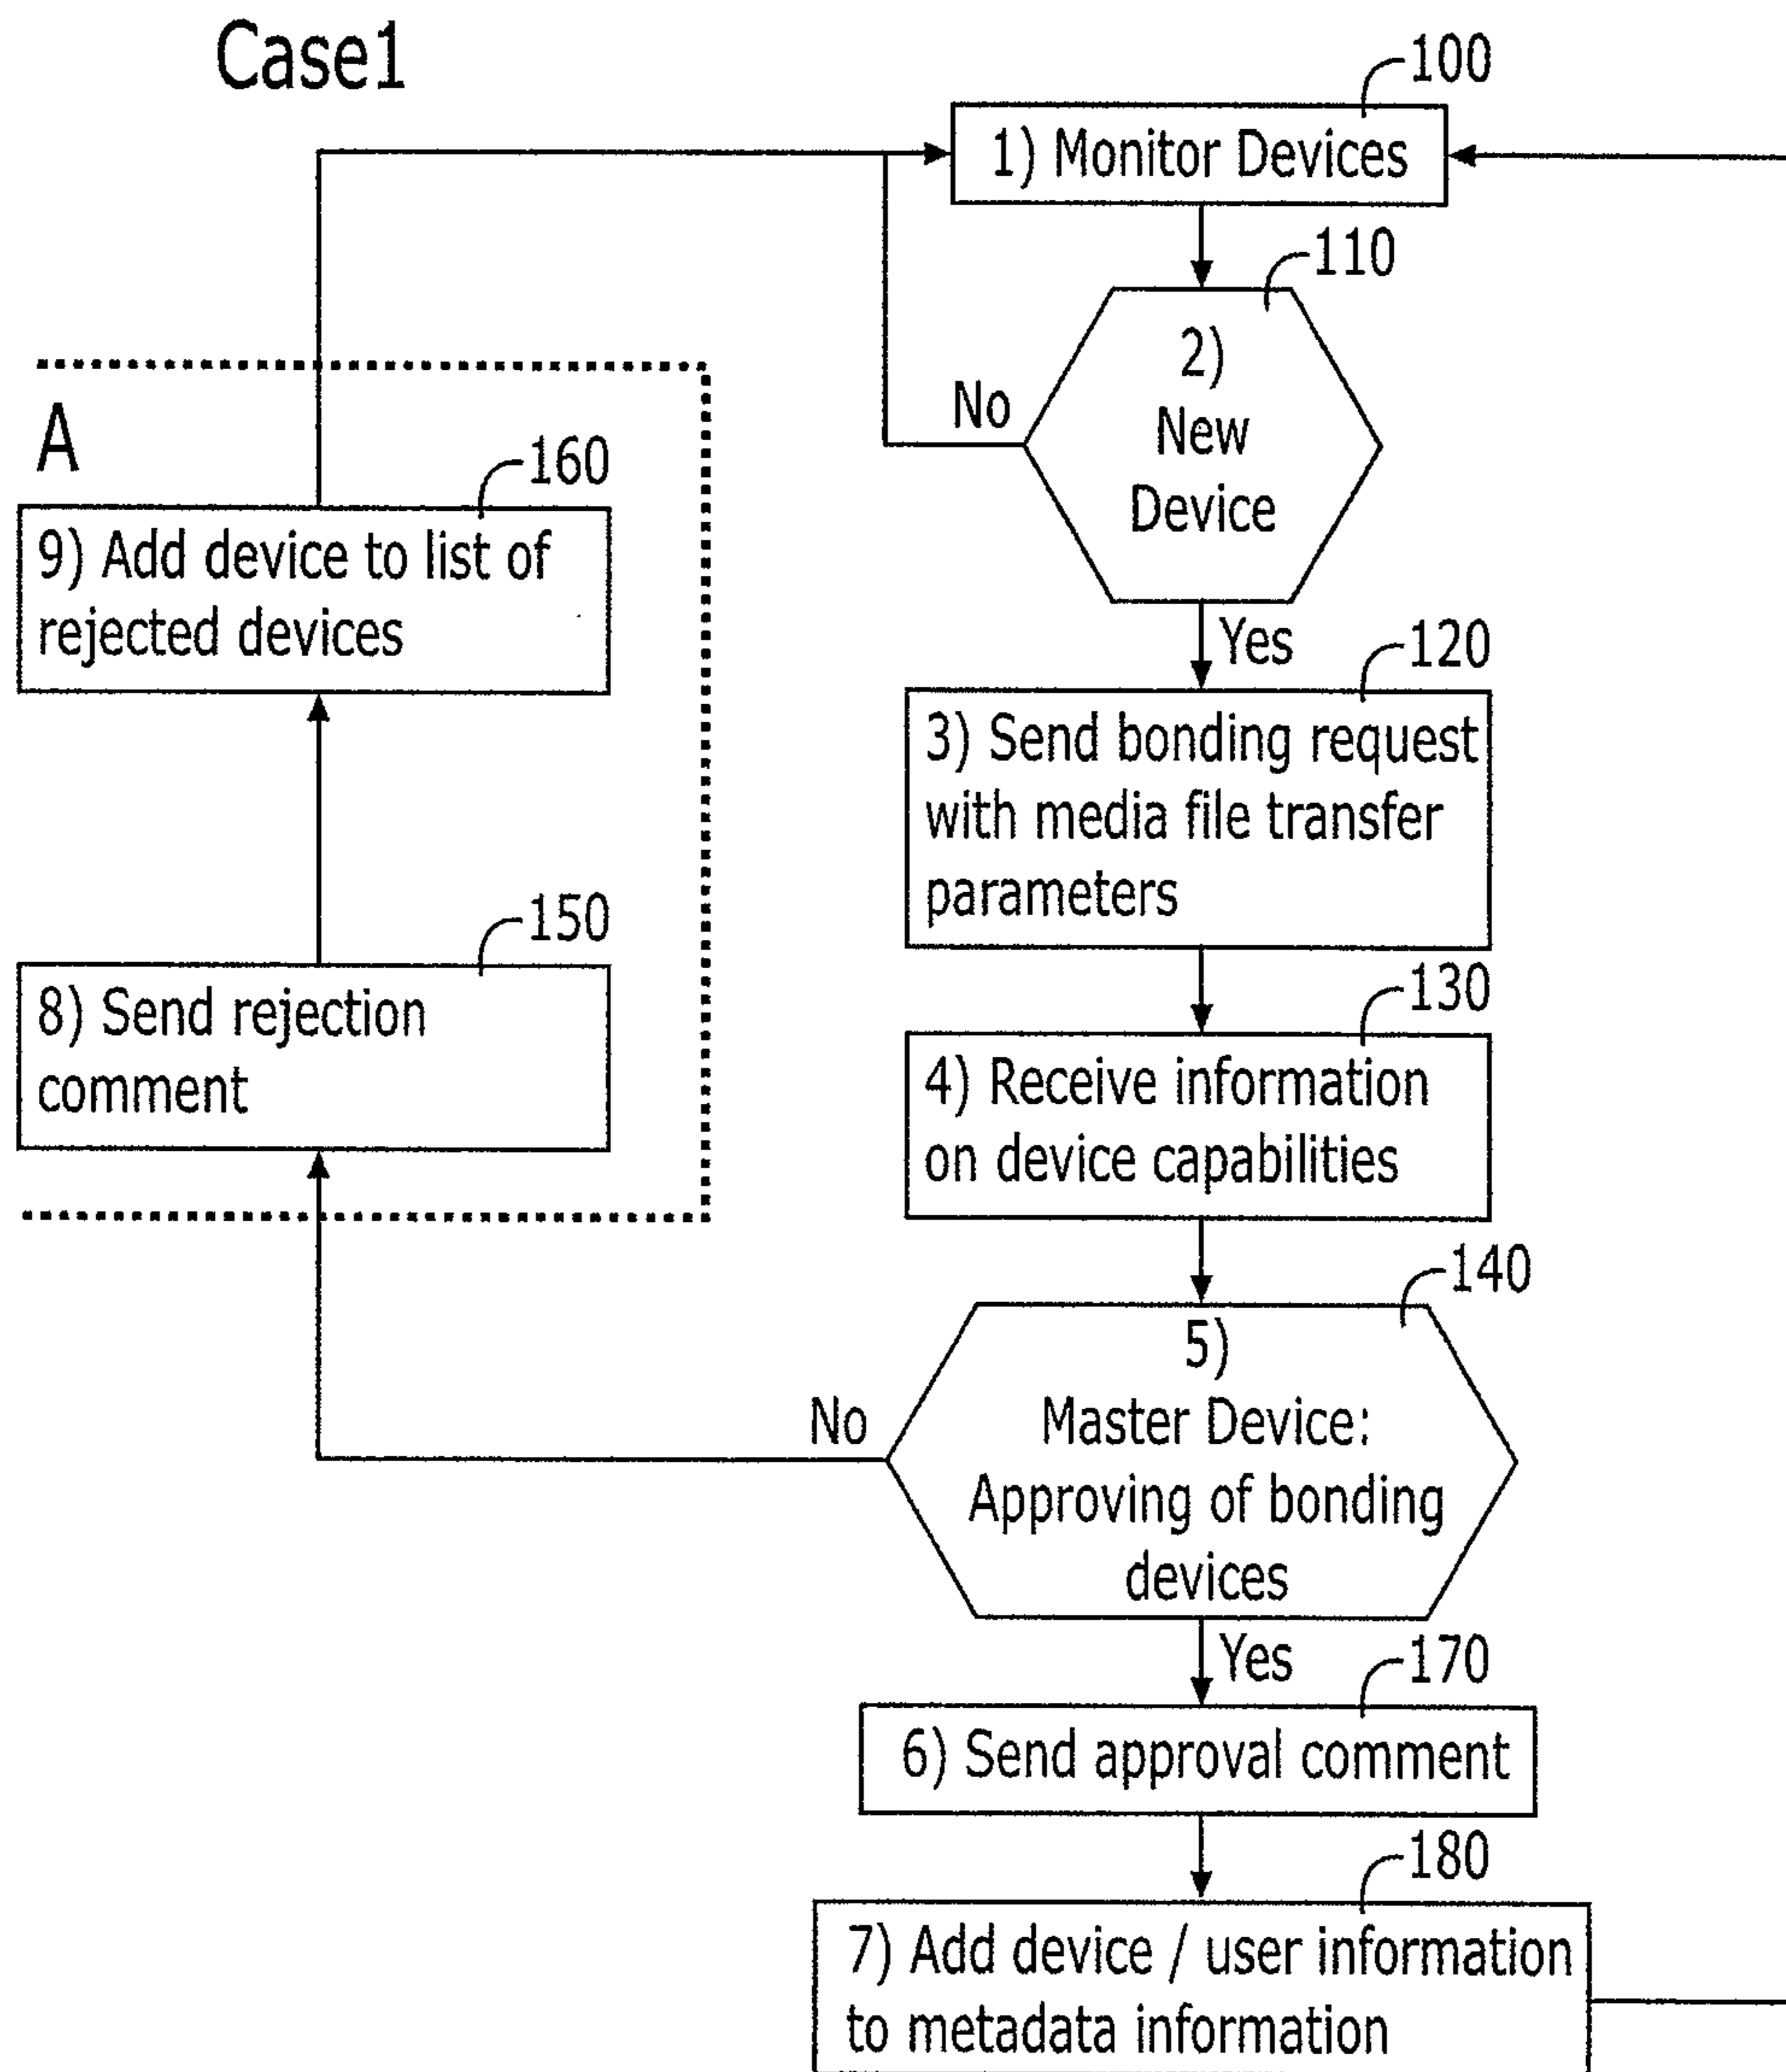 Case1
100
1) Monitor Devices
110
2)
New
Device
No
Yes
120
3) Send bonding request
with media file transfer
parameters
130
4) Receive information
on device capabilities
140
5)
Master Device:
Approving of bonding
devices
No
Yes
A
160
9) Add device to list of
rejected devices
150
8) Send rejection
comment
170
6) Send approval comment
180
7) Add device / user information
to metadata information